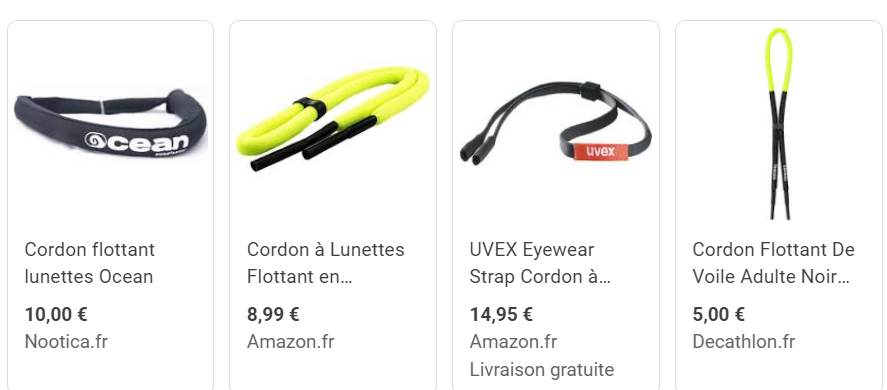 Ocean
uvex
Cordon flottant
lunettes Ocean
10,00 €
Nootica.fr
Cordon à Lunettes
Flottant en...
8,99 €
Amazon.fr
UVEX Eyewear
Strap Cordon à...
14,95 €
Amazon.fr
Livraison gratuite
Cordon Flottant De
Voile Adulte Noir...
5,00 €
Decathlon.fr